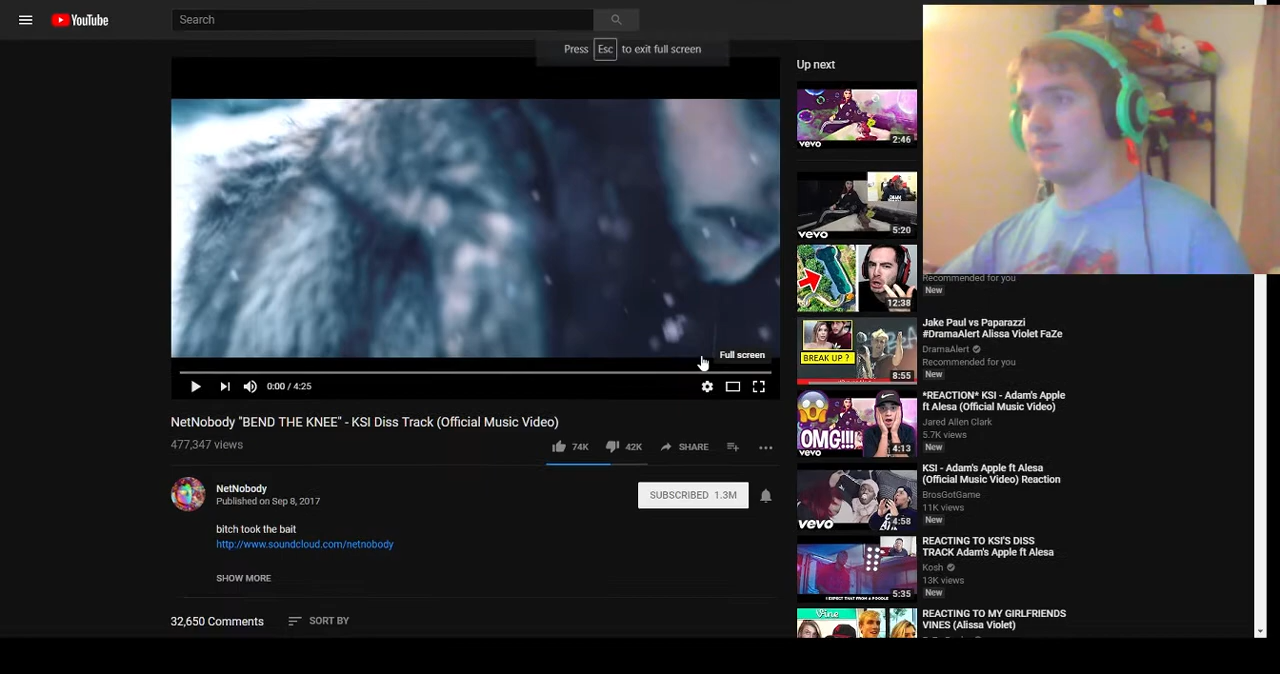 YouTube
Search
Press Esc to exit full screen
Full screen
0:00 / 4:25
NetNobody "BEND THE KNEE" - KSI Diss Track (Official Music Video)
477,347 views
74K
42K
SHARE
NetNobody
Published on Sep 8, 2017
SUBSCRIBED 1.3M
bitch took the bait
http://www.soundcloud.com/netnobody
SHOW MORE
32,650 Comments
SORT BY
Up next
vevo
2:46
vevo
5:20
12:38
Recommended for you
New
BREAK UP ?
8:55
Jake Paul vs Paparazzi
#DramaAlert Alissa Violet FaZe
DramaAlert
Recommended for you
New
OMG!!!!
4:13
*REACTION* KSI - Adam's Apple
ft Alesa (Official Music Video)
Jared Allen Clark
5.7K views
New
vevo
4:58
KSI - Adam's Apple ft Alesa
(Official Music Video) Reaction
BrosGotGame
11K views
New
5:35
REACTING TO KSI'S DISS
TRACK Adam's Apple ft Alesa
Kosh
13K views
New
Vine
REACTING TO MY GIRLFRIENDS
VINES (Alissa Violet)